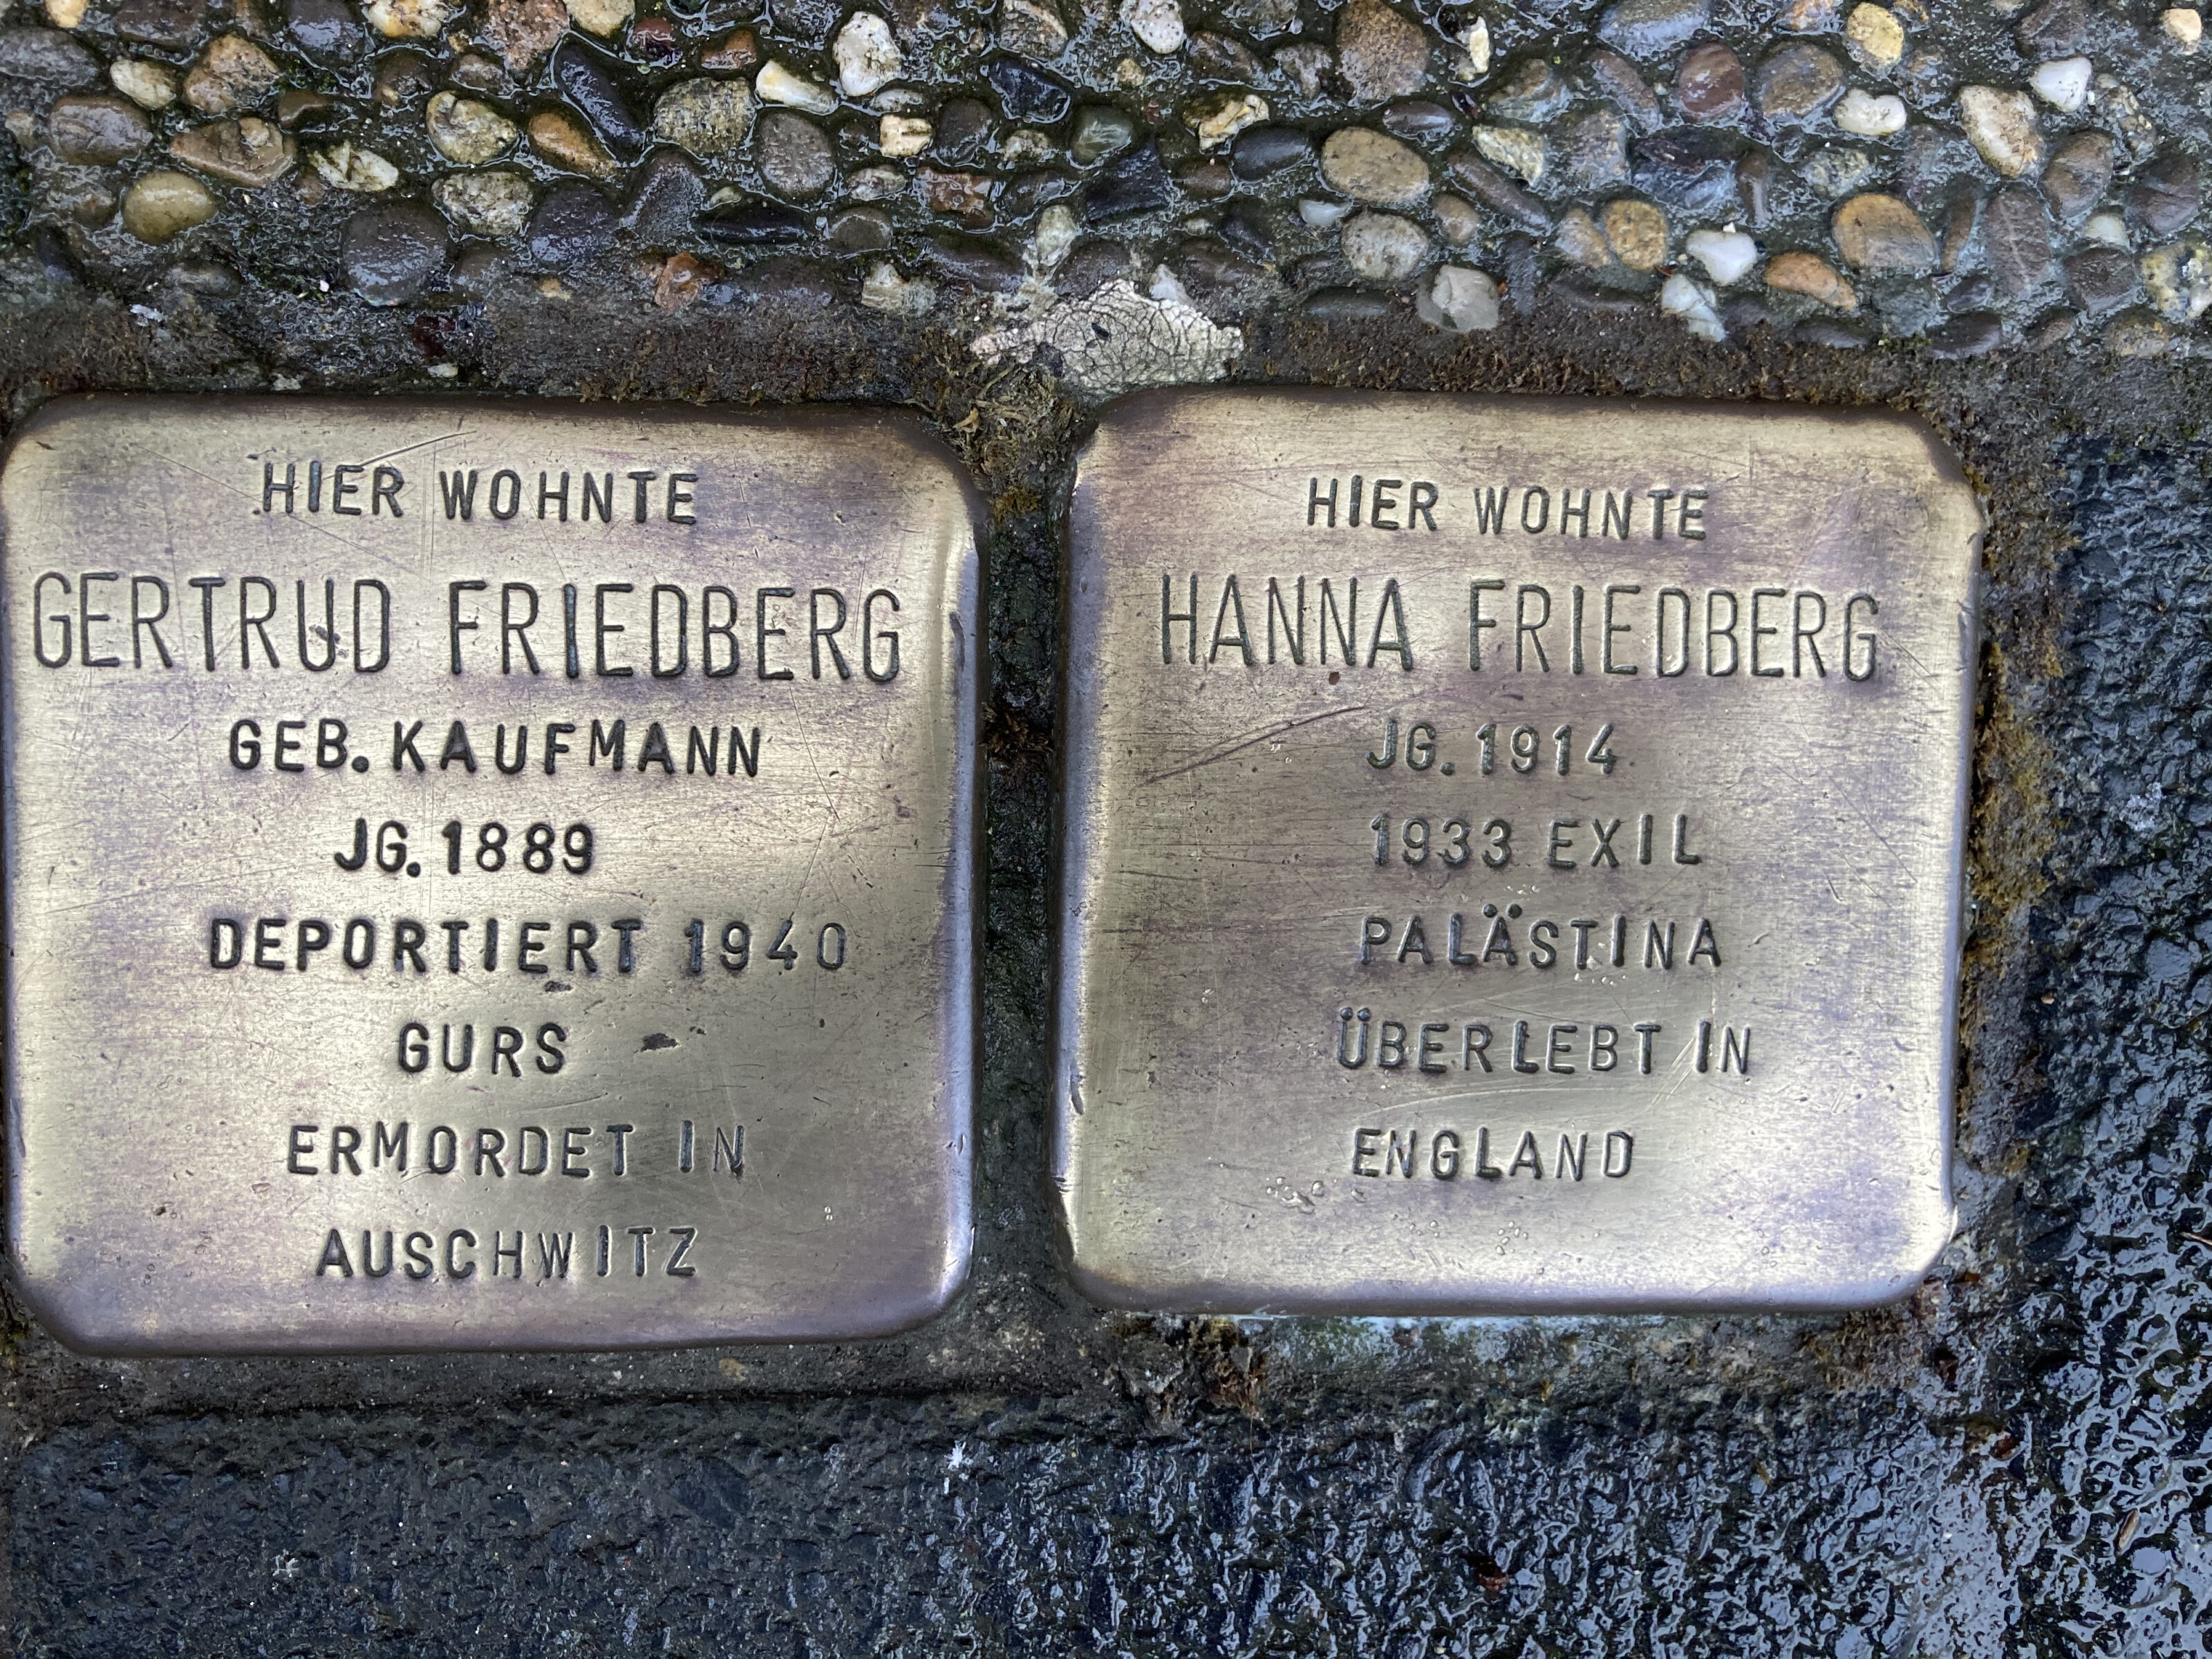 HIER WOHNTE
GERTRUD FRIEDBERG
GEB. KAUFMANN
JG. 1889
DEPORTIERT 1940
GURS
ERMORDET IN
AUSCHWITZ
HIER WOHNTE
HANNA FRIEDBERG
JG. 1914
1933 EXIL
PALÄSTINA
ÜBERLEBT IN
ENGLAND